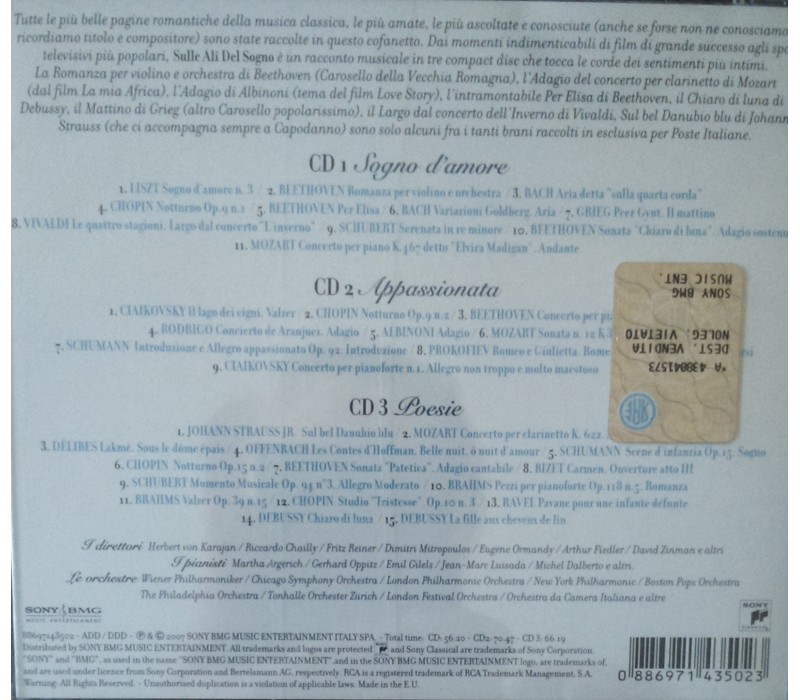 Tutte le più belle pagine romantiche della musica classica, le più amate, le più ascoltate e conosciute (anche se forse non ne conosciamo
ricordiamo titolo e compositore) sono state raccolte in questo cofanetto. Dai momenti indimenticabili di film di grande successo agli spo
televisivi più popolari, Sulle Ali Del Sogno è un racconto musicale in tre compact disc che tocca le corde dei sentimenti più intimi.
La Romanza per violino e orchestra di Beethoven (Carosello della Vecchia Romagna), l'Adagio del concerto per clarinetto di Mozart
(dal film La mia Africa), l'Adagio di Albinoni (tema del film Love Story), l'intramontabile Per Elisa di Beethoven, il Chiaro di luna di
Debussy, il Mattino di Grieg (altro Carosello popolarissimo), il Largo dal concerto dell'Inverno di Vivaldi, Sul bel Danubio blu di Johann
Strauss (che ci accompagna sempre a Capodanno) sono solo alcuni fra i tanti brani raccolti in esclusiva per Poste Italiane.
CD 1 Sogno d'amore
1. LISZT Sogno d'amore n. 3 / 2. BEETHOVEN Romanza per violino e orchestra / 3. BACH Aria detta "sulla quarta corda"
4. CHOPIN Notturno Op.9 n.1 / 5. BEETHOVEN Per Elisa / 6. BACH Variazioni Goldberg. Aria / 7. GRIEG Peer Gynt. Il mattino
8. VIVALDI Le quattro stagioni. Largo dal concerto "L'inverno" / 9. SCHUBERT Serenata in re minore / 10. BEETHOVEN Sonata "Chiaro di luna". Adagio sostenu
11. MOZART Concerto per piano K.467 detto "Elvira Madigan". Andante
CD 2 Appassionata
1. CIAIKOVSKY Il lago dei cigni. Valzer / 2. CHOPIN Notturno Op.9 n.2 / 3. BEETHOVEN Concerto per pia
4. RODRIGO Concierto de Aranjuez. Adagio / 5. ALBINONI Adagio / 6. MOZART Sonata n. 12 K.3
7. SCHUMANN Introduzione e Allegro appassionato Op. 92. Introduzione / 8. PROKOFIEV Romeo e Giulietta. Rome
9. CIAIKOVSKY Concerto per pianoforte n.1. Allegro non troppo e molto maestoso
SONY BMG
MUSIC ENT.
NOLEG. VIETATO
DEST. VENDITA
*A 438041573
CD 3 Poesie
1. JOHANN STRAUSS JR. Sul bel Danubio blu / 2. MOZART Concerto per clarinetto K. 622.
3. DÉLIBES Lakmé. Sous le dôme épais / 4. OFFENBACH Les Contes d'Hoffman. Belle nuit, ô nuit d'amour / 5. SCHUMANN Scene d'infanzia Op.15. Sogno
6. CHOPIN Notturno Op.15 n.2 / 7. BEETHOVEN Sonata "Patetica". Adagio cantabile / 8. BIZET Carmen. Ouverture atto III
9. SCHUBERT Momento Musicale Op. 94 n°3. Allegro Moderato / 10. BRAHMS Pezzi per pianoforte Op.118 n.5. Romanza
11. BRAHMS Valzer Op. 39 n.15 / 12. CHOPIN Studio "Tristesse" Op.10 n. 3 / 13. RAVEL Pavane pour une infante défunte
14. DEBUSSY Chiaro di luna / 15. DEBUSSY La fille aux cheveux de lin
I direttori Herbert von Karajan / Riccardo Chailly / Fritz Reiner / Dimitri Mitropoulos / Eugene Ormandy / Arthur Fiedler / David Zinman e altri
I pianisti Martha Argerich / Gerhard Oppitz / Emil Gilels / Jean-Marc Luisada / Michel Dalberto e altri.
Le orchestre Wiener Philharmoniker / Chicago Symphony Orchestra / London Philharmonic Orchestra / New York Philharmonic / Boston Pops Orchestra
The Philadelphia Orchestra / Tonhalle Orchester Zürich / London Festival Orchestra / Orchestra da Camera Italiana e altre
SONY BMG
MUSIC ENTERTAINMENT
SONY
88697143502 - ADD / DDD - ℗ & © 2007 SONY BMG MUSIC ENTERTAINMENT ITALY SPA. - Total time: CD1 56.20 - CD2 70.47 - CD 3 66.19
Distributed by SONY BMG MUSIC ENTERTAINMENT. All trademarks and logos are protected. and Sony Classical are trademarks of Sony Corporation.
"SONY" and "BMG", as used in the name "SONY BMG MUSIC ENTERTAINMENT", and in the SONY BMG MUSIC ENTERTAINMENT logo, are trademarks of,
and are used under licence from Sony Corporation and Bertelsmann AG, respectively. RCA is a registered trademark of RCA Trademark Management.
Warning: All Rights Reserved. - Unauthorised duplication is a violation of applicable Laws. Made in the E.U.
0 886971 435023